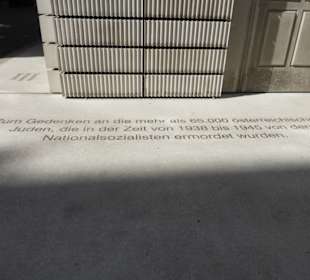 Zum Gedenken an die mehr als 65.000 österreichische
Juden, die in der Zeit von 1938 bis 1945 von den
Nationalsozialisten ermordet wurden.